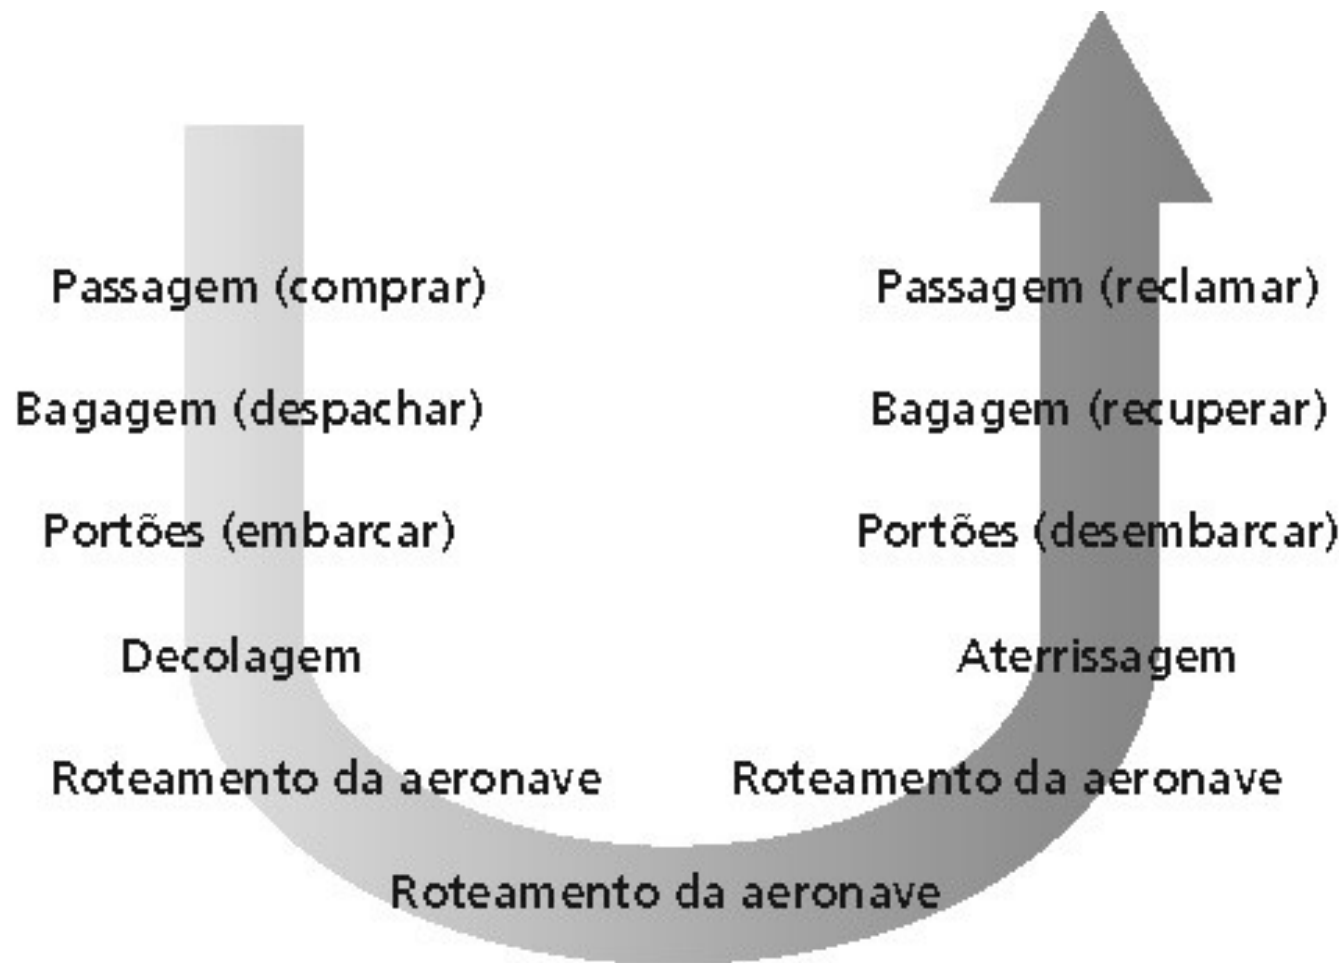 Passagem (comprar)
Bagagem (despachar)
Portões (embarcar)
Decolagem
Roteamento da aeronave
Roteamento da aeronave
Roteamento da aeronave
Aterrissagem
Portões (desembarcar)
Bagagem (recuperar)
Passagem (reclamar)